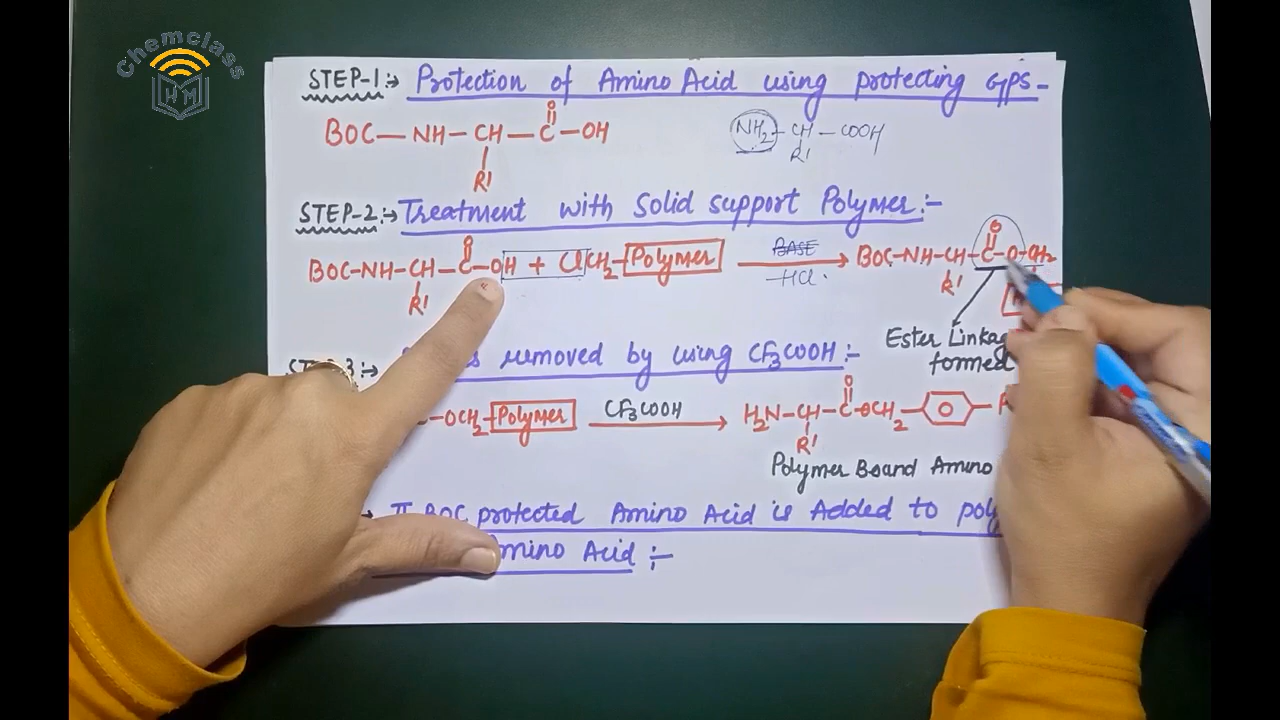 Chemclass
HM
STEP-1:→ Protection of Amino Acid using protecting gps-
BOC—NH—CH—C—OH
O
R'
NH2—CH—COOH
R'
STEP-2:→ Treatment with Solid support Polymer:-
BOC-NH-CH-C-OH + ClCH2-Polymer
O
R'
BASE
-HCl.
BOC-NH-CH-C-O-CH2
O
R'
Ester
formed
3:→ removed by using CF3COOH:-
-OCH2-Polymer
CF3COOH
H2N-CH-C-OCH2
O
R'
Polymer Bound Amino
II BOC protected Amino Acid is Added to
Amino Acid:-